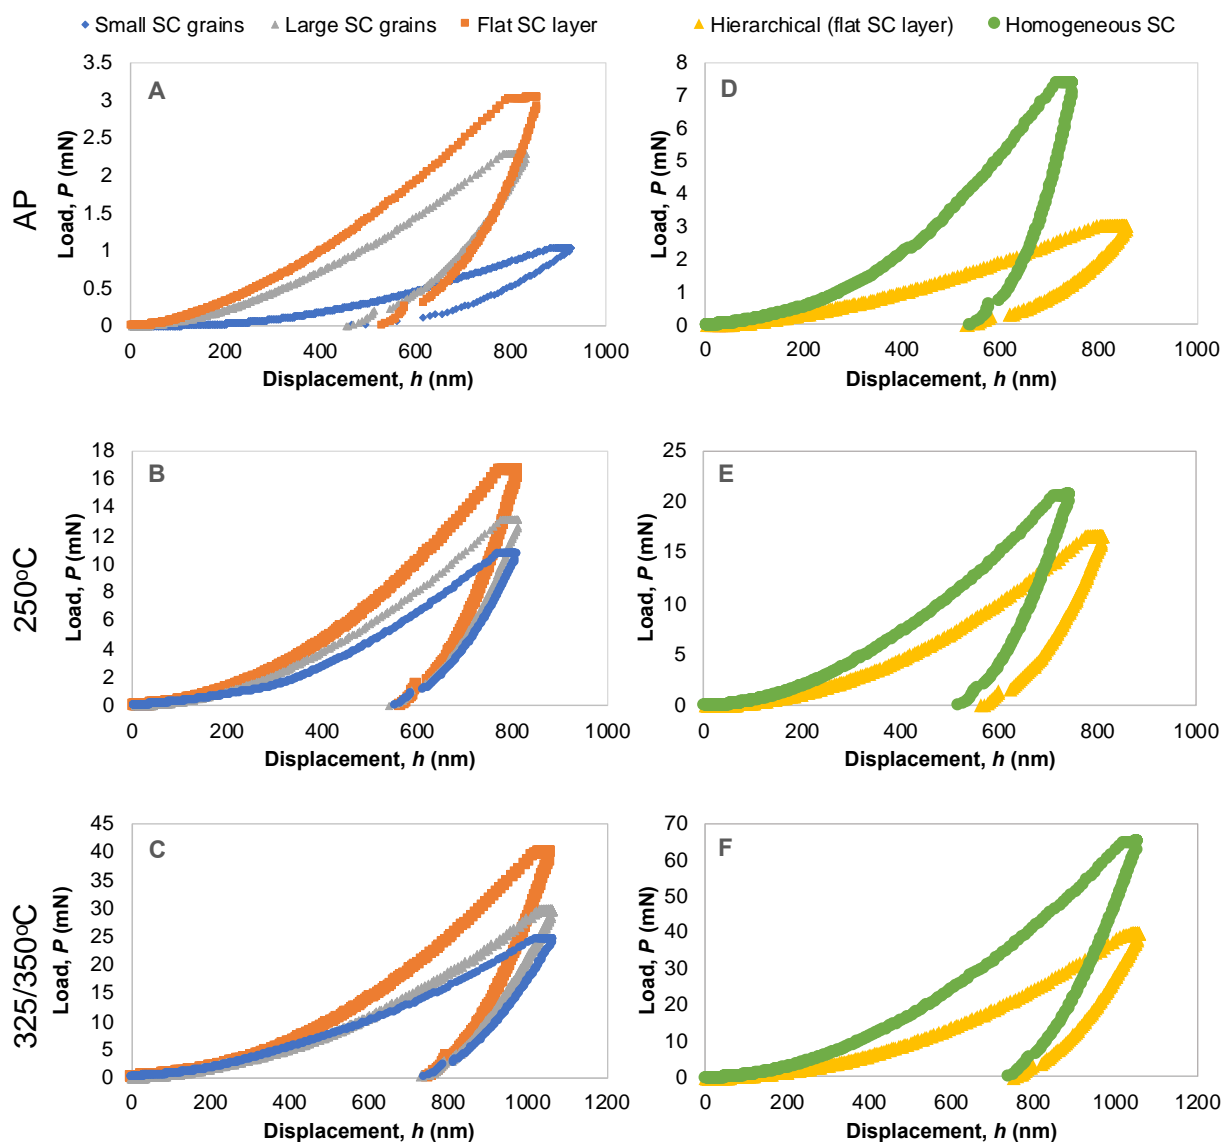 Small SC grains Large SC grains Flat SC layer
Hierarchical (flat SC layer) Homogeneous SC
AP
A
Load, P (mN)
3.5
3
2.5
2
1.5
1
0.5
0
0 200 400 600 800 1000
Displacement, h (nm)
D
Load, P (mN)
8
7
6
5
4
3
2
1
0
0 200 400 600 800 1000
Displacement, h (nm)
250ºC
B
Load, P (mN)
18
16
14
12
10
8
6
4
2
0
0 200 400 600 800 1000
Displacement, h (nm)
E
Load, P (mN)
25
20
15
10
5
0
0 200 400 600 800 1000
Displacement, h (nm)
325/350ºC
C
Load, P (mN)
45
40
35
30
25
20
15
10
5
0
0 200 400 600 800 1000 1200
Displacement, h (nm)
F
Load, P (mN)
70
60
50
40
30
20
10
0
0 200 400 600 800 1000 1200
Displacement, h (nm)